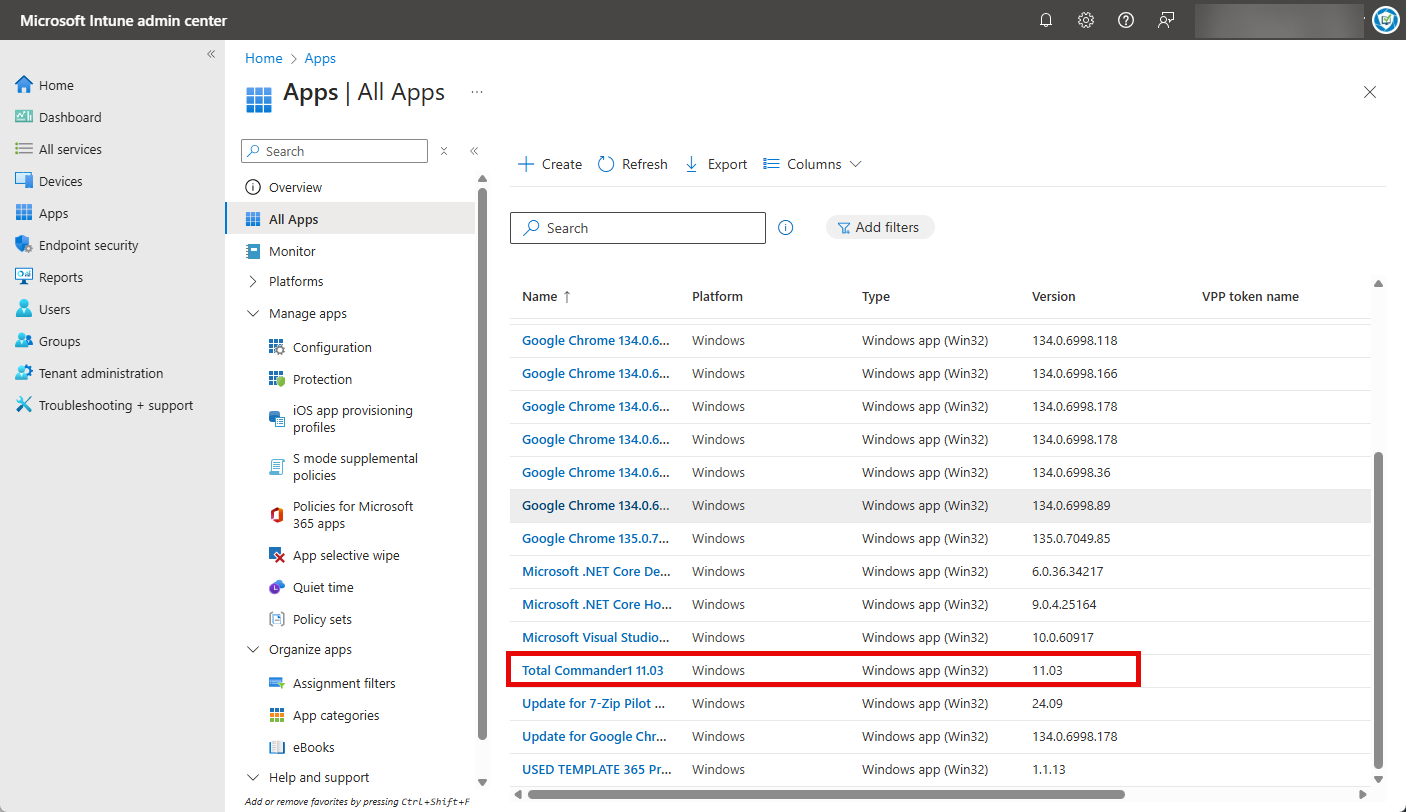 Microsoft Intune admin center
Home
Dashboard
All services
Devices
Apps
Endpoint security
Reports
Users
Groups
Tenant administration
Troubleshooting + support
Home > Apps
Apps | All Apps ...
Search
Overview
All Apps
Monitor
Platforms
Manage apps
Configuration
Protection
iOS app provisioning
profiles
S mode supplemental
policies
Policies for Microsoft
365 apps
App selective wipe
Quiet time
Policy sets
Organize apps
Assignment filters
App categories
eBooks
Help and support
Add or remove favorites by pressing Ctrl+Shift+F
Create Refresh Export Columns
Search Add filters
Name ↑ Platform Type Version VPP token name
Google Chrome 134.0.6... Windows Windows app (Win32) 134.0.6998.118
Google Chrome 134.0.6... Windows Windows app (Win32) 134.0.6998.166
Google Chrome 134.0.6... Windows Windows app (Win32) 134.0.6998.178
Google Chrome 134.0.6... Windows Windows app (Win32) 134.0.6998.178
Google Chrome 134.0.6... Windows Windows app (Win32) 134.0.6998.36
Google Chrome 134.0.6... Windows Windows app (Win32) 134.0.6998.89
Google Chrome 135.0.7... Windows Windows app (Win32) 135.0.7049.85
Microsoft .NET Core De... Windows Windows app (Win32) 6.0.36.34217
Microsoft .NET Core Ho... Windows Windows app (Win32) 9.0.4.25164
Microsoft Visual Studio... Windows Windows app (Win32) 10.0.60917
Total Commander1 11.03 Windows Windows app (Win32) 11.03
Update for 7-Zip Pilot ... Windows Windows app (Win32) 24.09
Update for Google Chr... Windows Windows app (Win32) 134.0.6998.178
USED TEMPLATE 365 Pr... Windows Windows app (Win32) 1.1.13